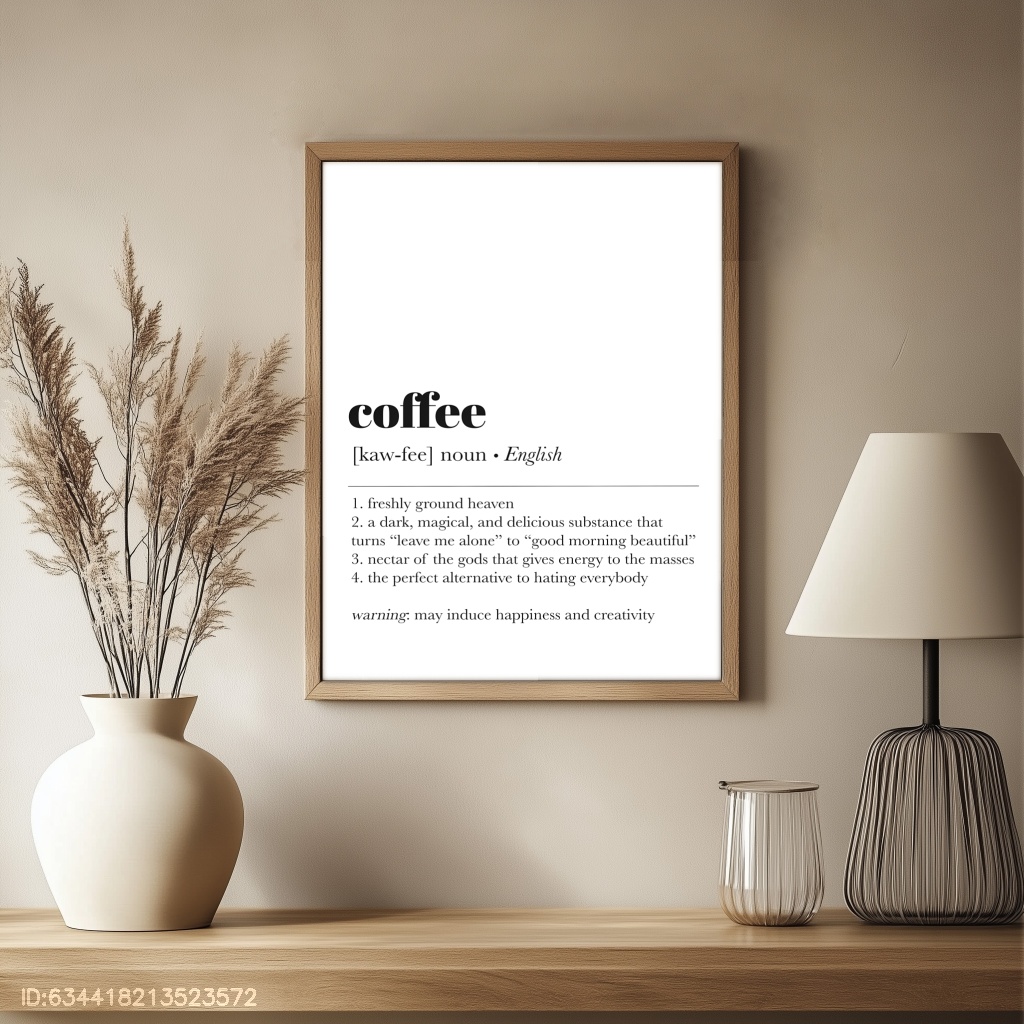 coffee
[kaw-fee] noun • English
1. freshly ground heaven
2. a dark, magical, and delicious substance that
turns “leave me alone” to “good morning beautiful”
3. nectar of the gods that gives energy to the masses
4. the perfect alternative to hating everybody
warning: may induce happiness and creativity
ID:634418213523572